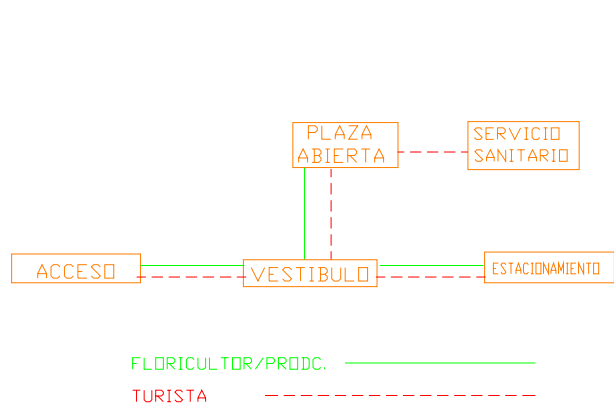 PLAZA
ABIERTA
SERVICIO
SANITARIO
ACCESO
VESTIBULO
ESTACIONAMIENTO
FLORICULTOR/PRODC.
TURISTA